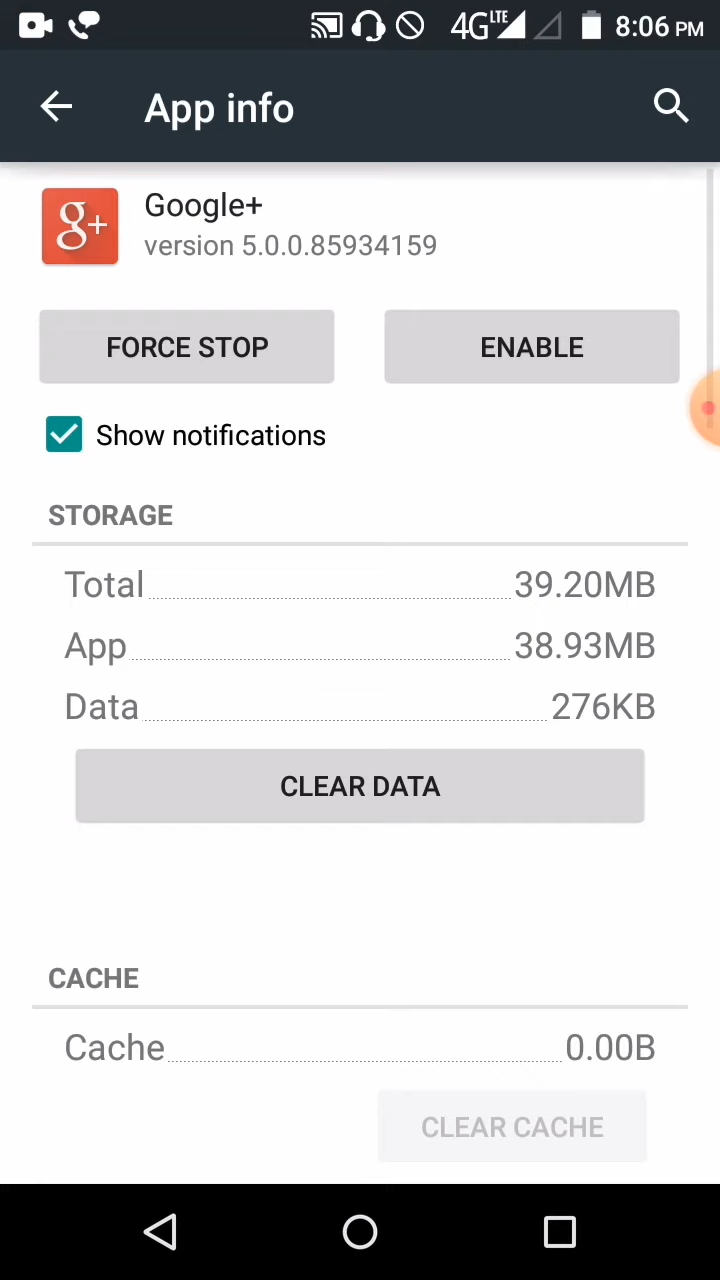 4G LTE 8:06 PM
App info
g+ Google+
version 5.0.0.85934159
FORCE STOP ENABLE
Show notifications
STORAGE
Total 39.20MB
App 38.93MB
Data 276KB
CLEAR DATA
CACHE
Cache 0.00B
CLEAR CACHE